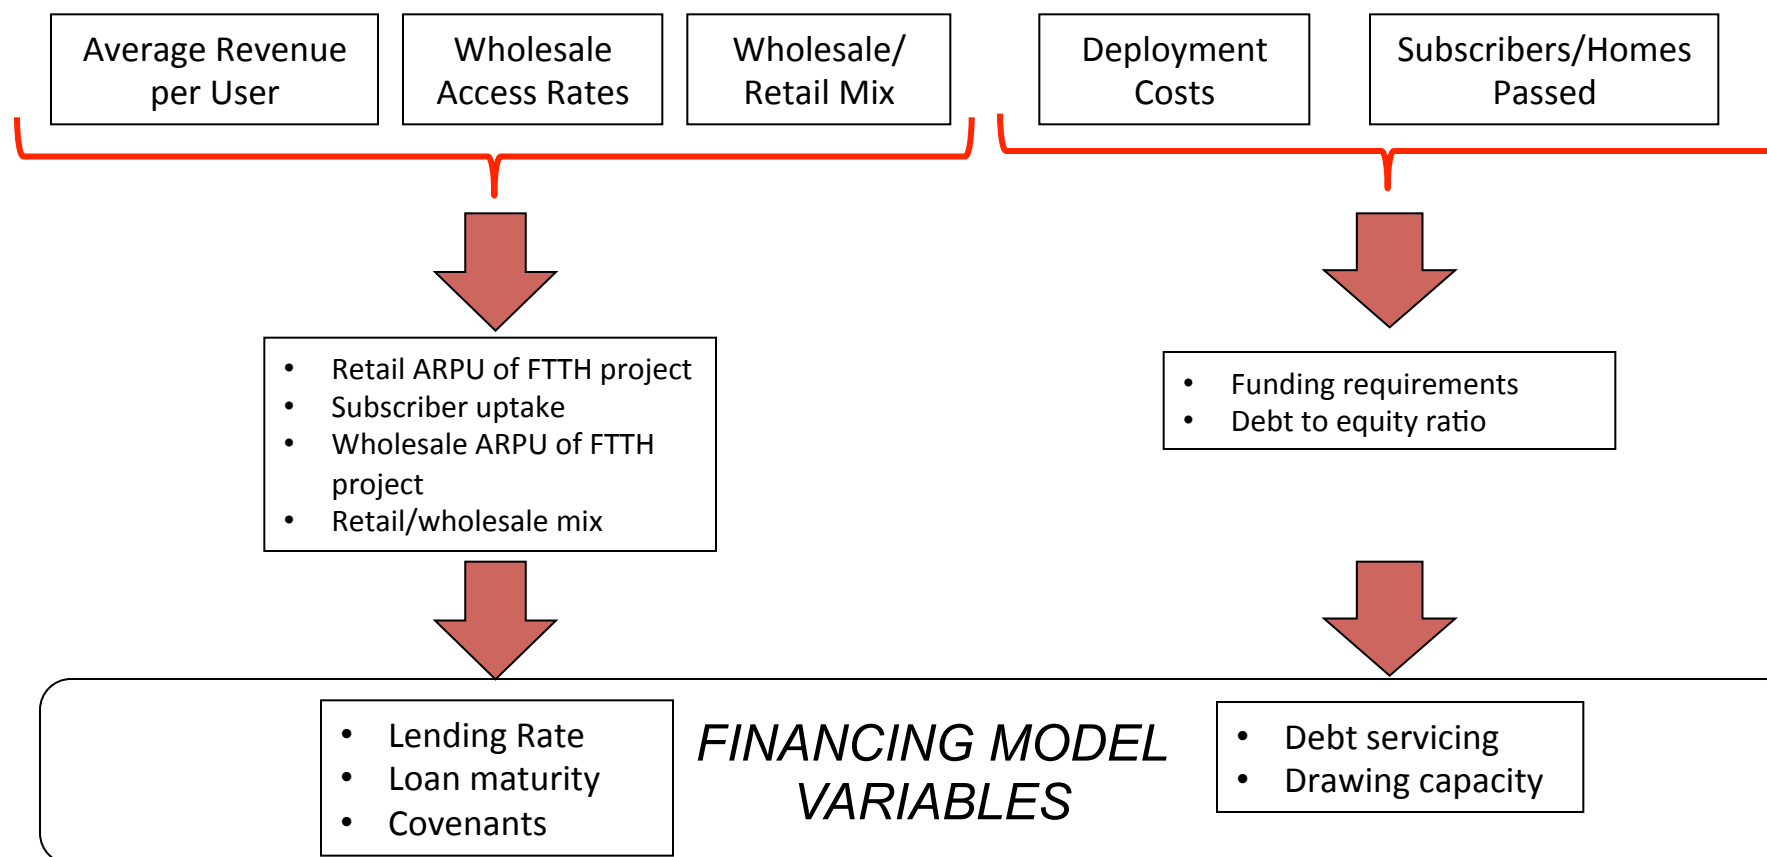 Average Revenue
per User
Wholesale
Access Rates
Wholesale/
Retail Mix
Deployment
Costs
Subscribers/Homes
Passed
• Retail ARPU of FTTH project
• Subscriber uptake
• Wholesale ARPU of FTTH
project
• Retail/wholesale mix
• Funding requirements
• Debt to equity ratio
• Lending Rate
• Loan maturity
• Covenants
FINANCING MODEL
VARIABLES
• Debt servicing
• Drawing capacity